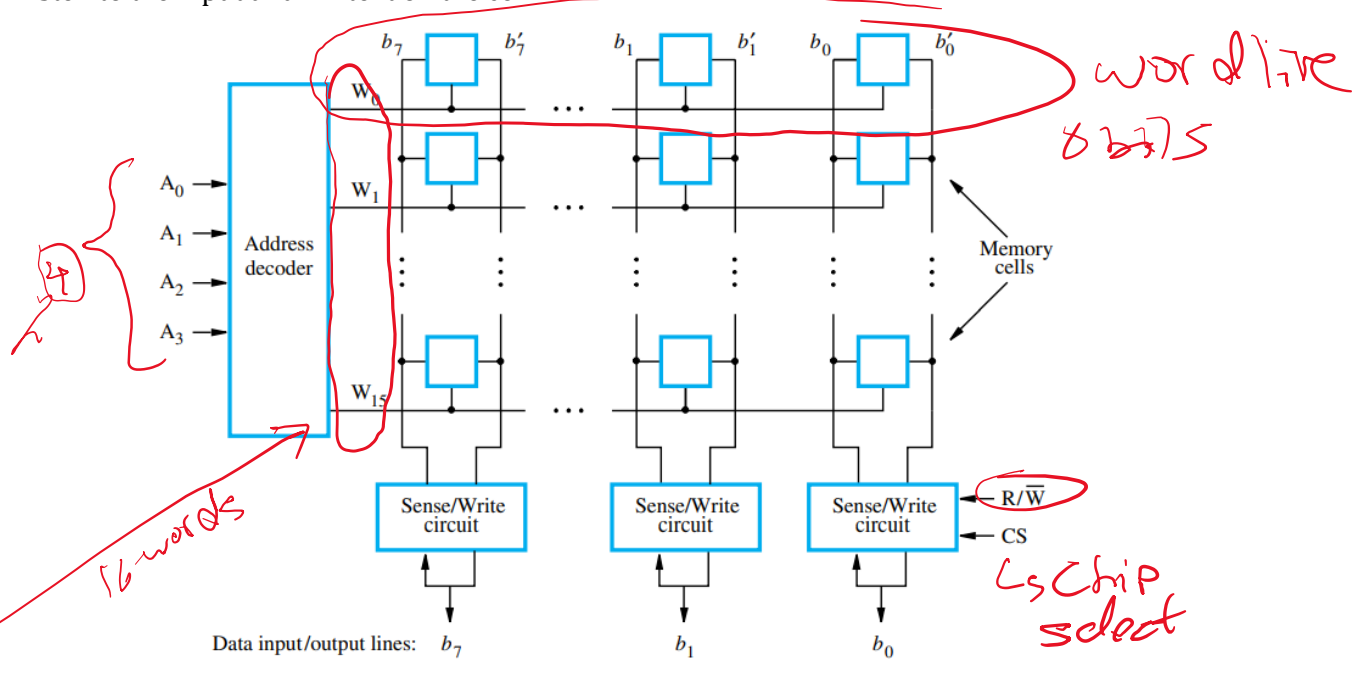 b₇ b′₇ b₁ b′₁ b₀ b′₀
word line
8 bits
W₀
A₀
W₁
A₁
Address
decoder
Memory
cells
4
A₂
A₃
W₁₅
16 words
Sense/Write
circuit
Sense/Write
circuit
Sense/Write
circuit
R/W̅
CS
Chip
select
Data input/output lines: b₇ b₁ b₀